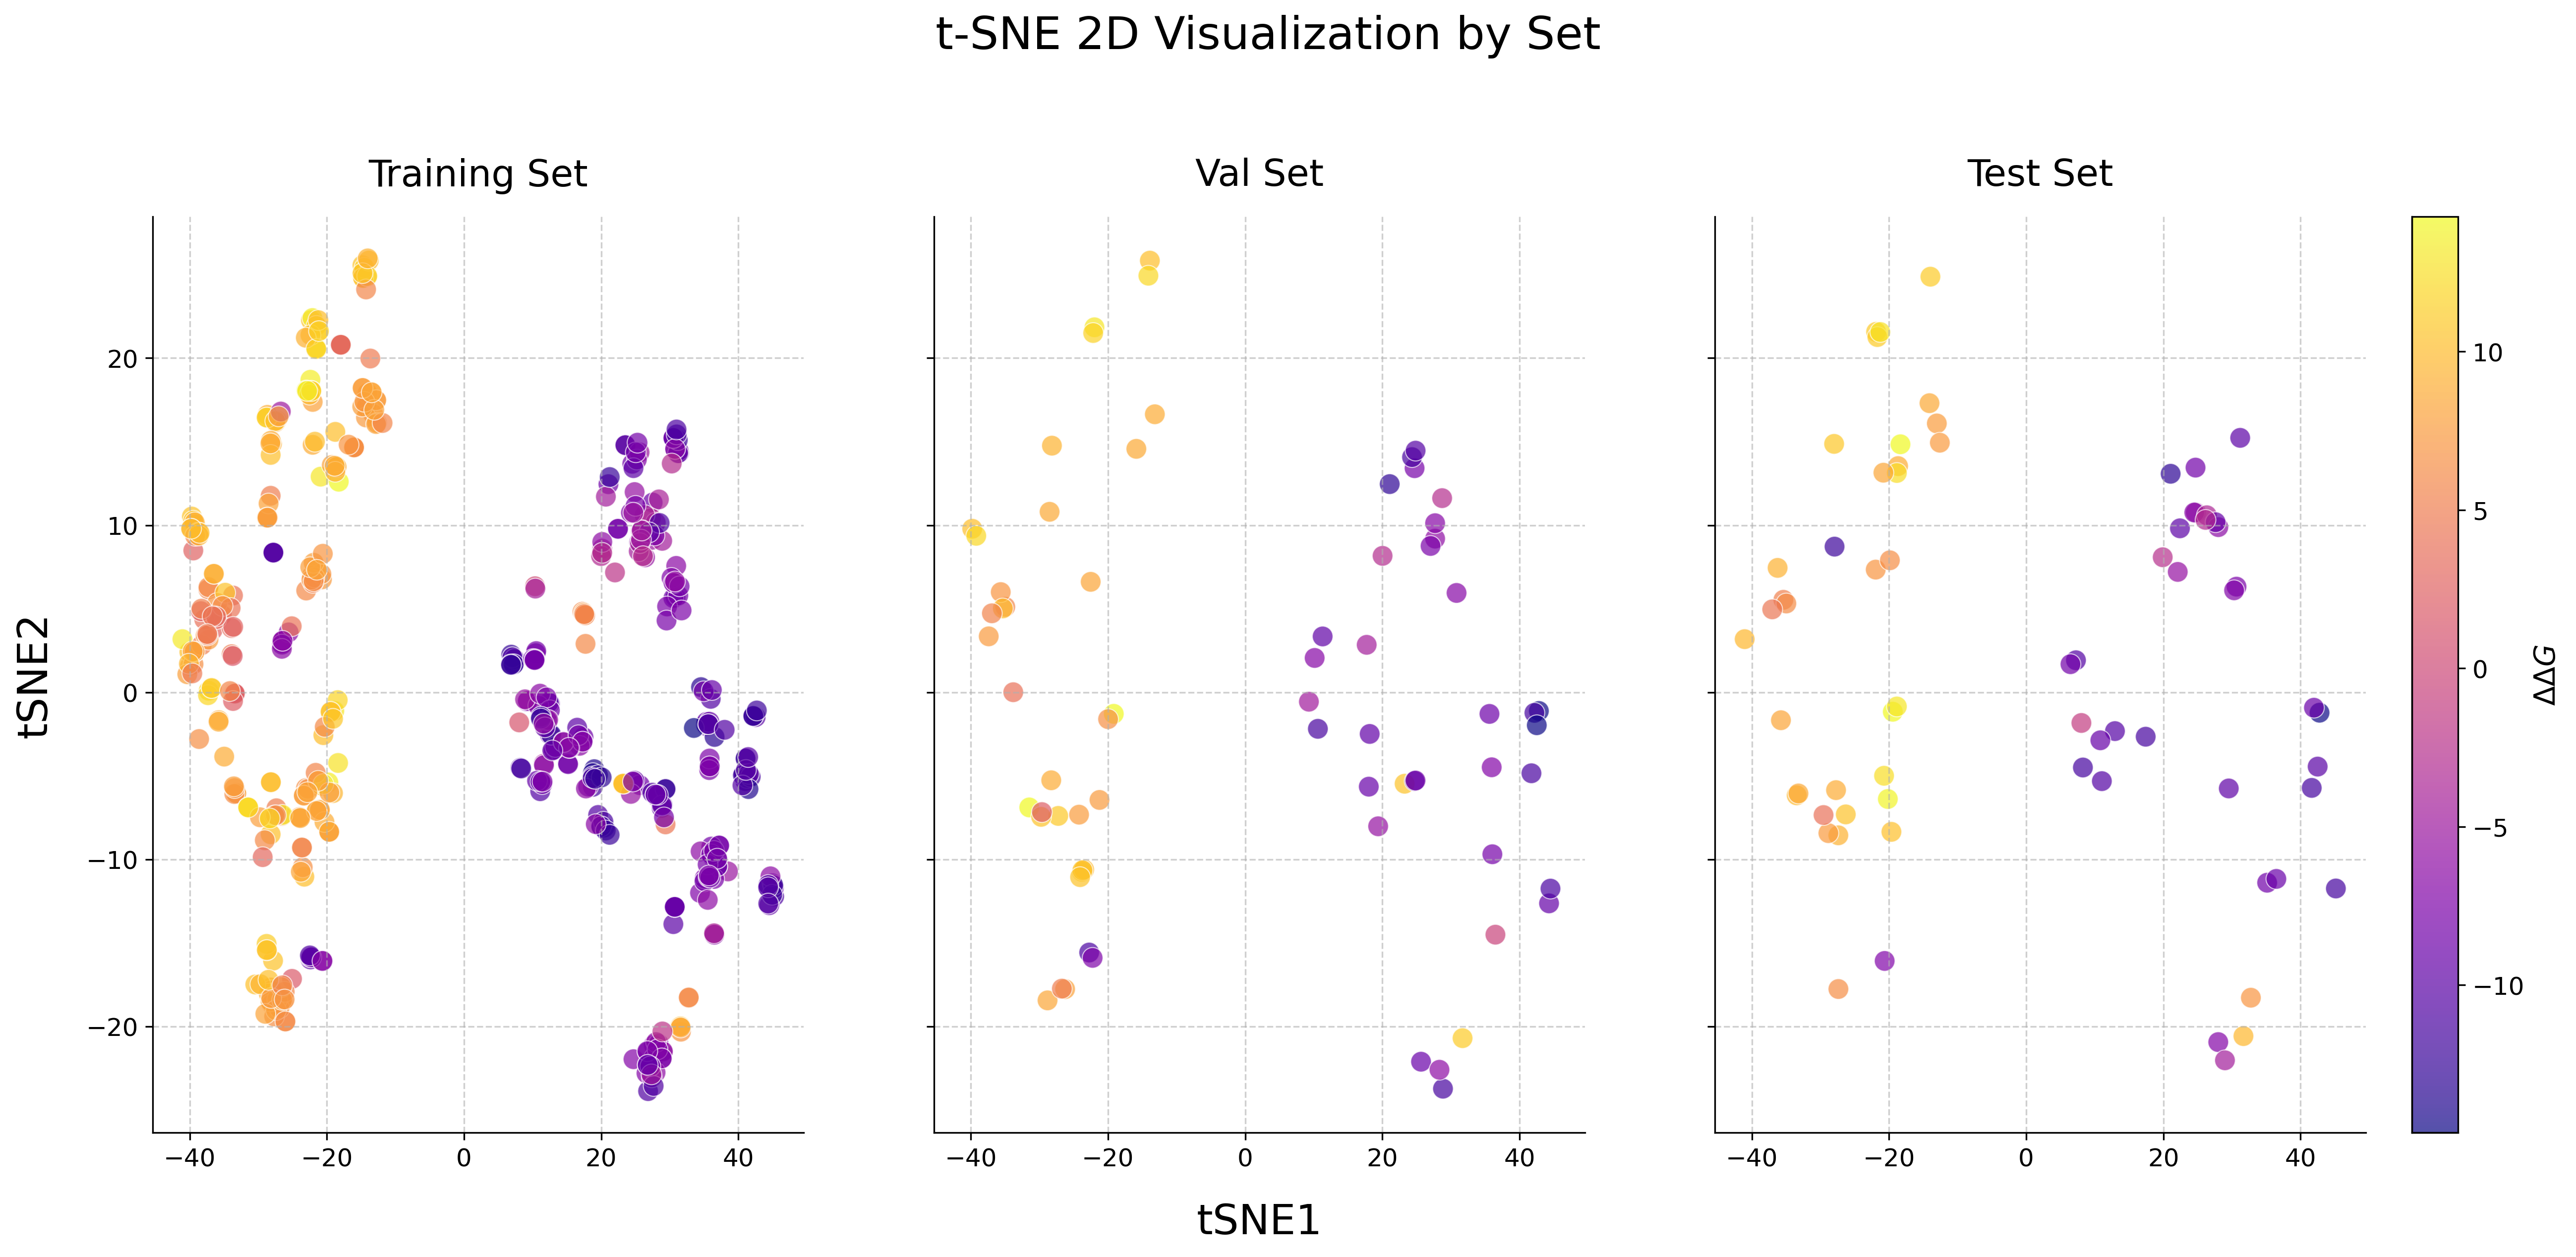 t-SNE 2D Visualization by Set
Training Set
Val Set
Test Set
tSNE2
20
10
0
−10
−20
−40 −20 0 20 40
−40 −20 0 20 40
−40 −20 0 20 40
tSNE1
10
5
0
−5
−10
ΔΔG